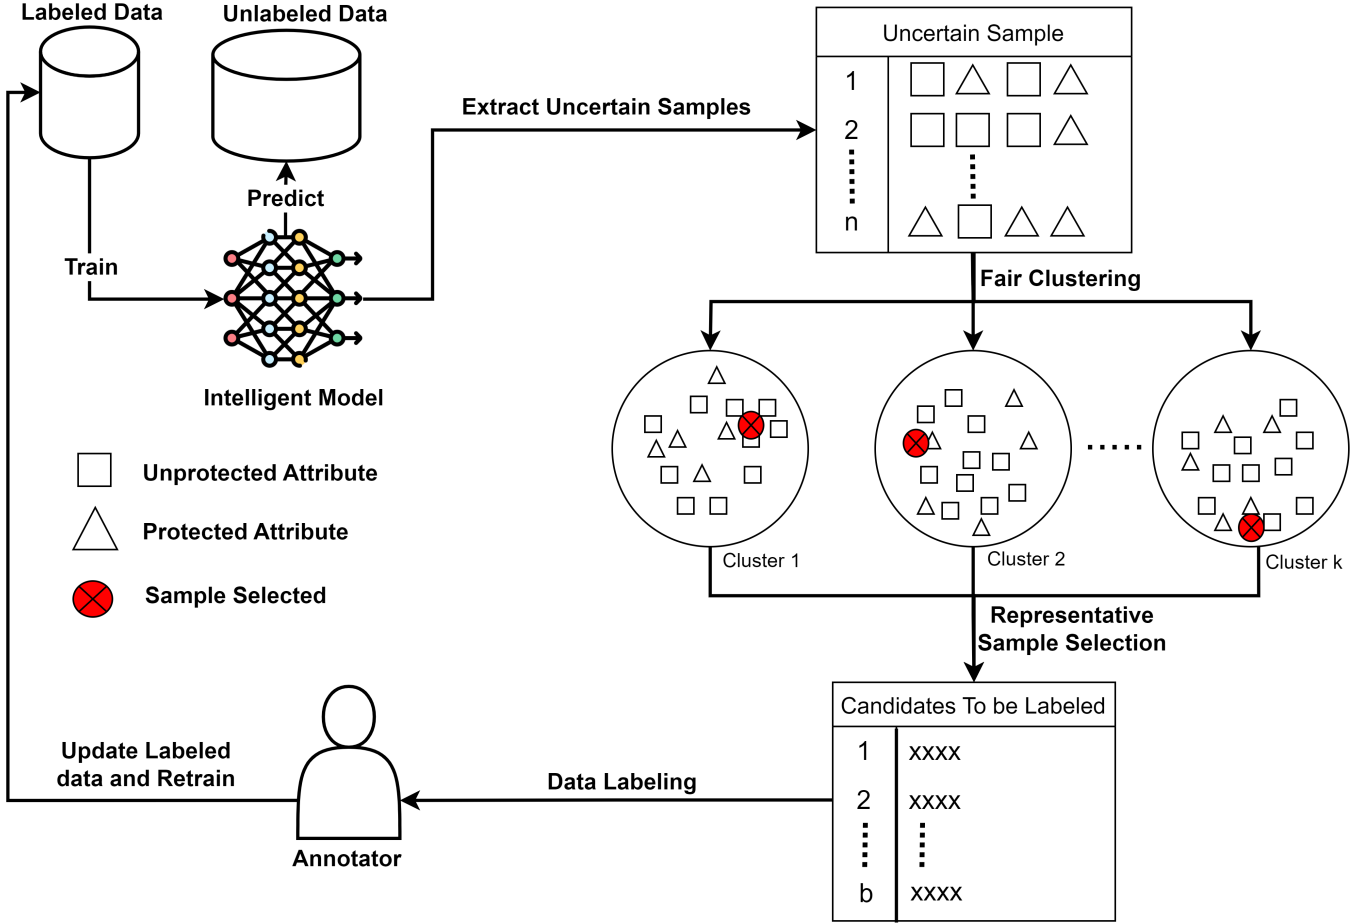 Labeled Data
Unlabeled Data
Uncertain Sample
1
2
n
Extract Uncertain Samples
Predict
Train
Intelligent Model
Fair Clustering
Unprotected Attribute
Protected Attribute
Sample Selected
Cluster 1
Cluster 2
Cluster k
Representative
Sample Selection
Candidates To be Labeled
1 xxxx
2 xxxx
b xxxx
Data Labeling
Update Labeled
data and Retrain
Annotator